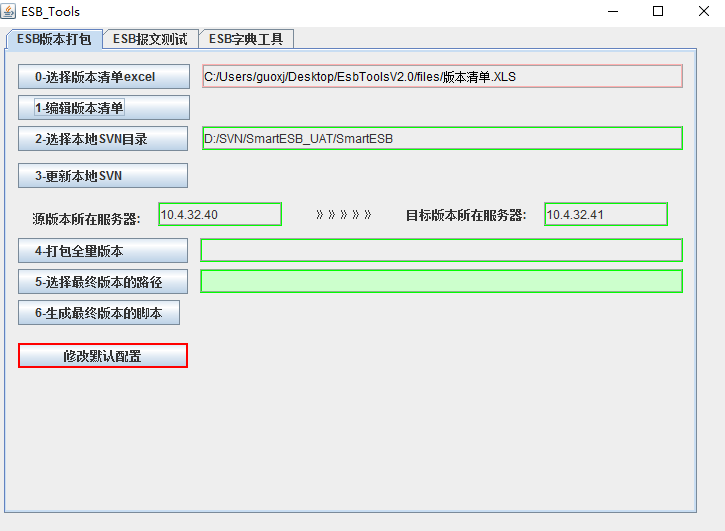 ESB_Tools
ESB版本打包 ESB报文测试 ESB字典工具
0-选择版本清单excel C:/Users/guoxj/Desktop/EsbToolsV2.0/files/版本清单.XLS
1-编辑版本清单
2-选择本地SVN目录 D:/SVN/SmartESB_UAT/SmartESB
3-更新本地SVN
源版本所在服务器: 10.4.32.40 》》》》》 目标版本所在服务器: 10.4.32.41
4-打包全量版本
5-选择最终版本的路径
6-生成最终版本的脚本
修改默认配置